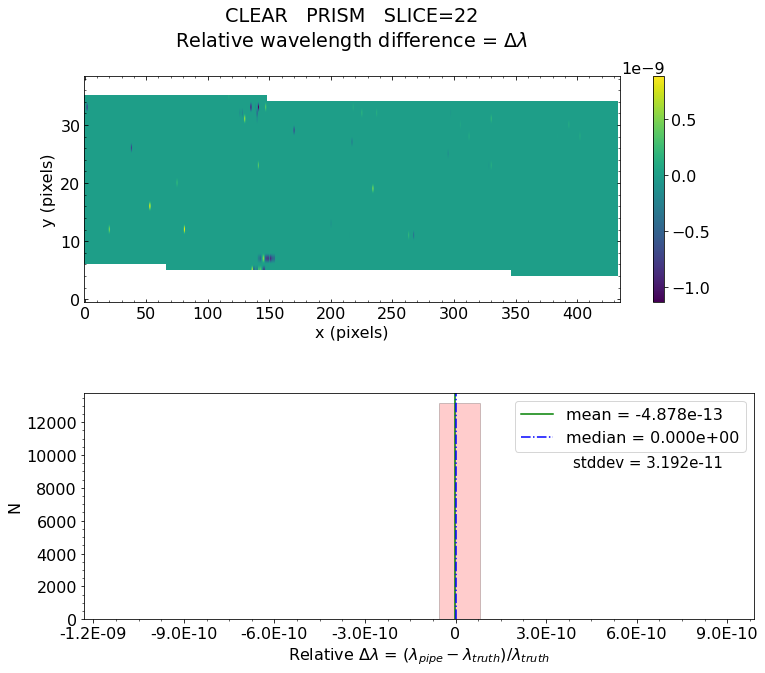 CLEAR PRISM SLICE=22
Relative wavelength difference = Δλ
1e−9
0.5
0.0
−0.5
−1.0
30
20
10
0
y (pixels)
0 50 100 150 200 250 300 350 400
x (pixels)
mean = -4.878e-13
median = 0.000e+00
stddev = 3.192e-11
12000
10000
8000
6000
4000
2000
0
N
-1.2E-09 -9.0E-10 -6.0E-10 -3.0E-10 0 3.0E-10 6.0E-10 9.0E-10
Relative Δλ = (λpipe − λtruth)/λtruth